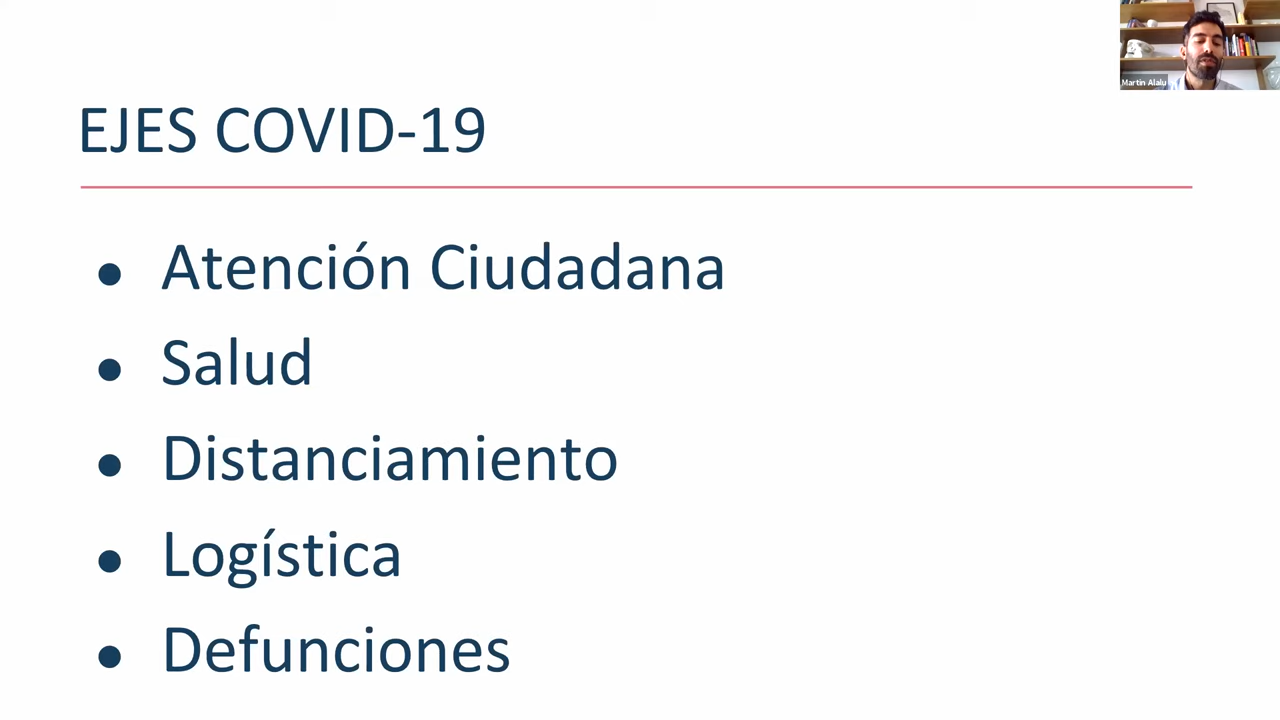 EJES COVID-19
Martin Alalu
● Atención Ciudadana
● Salud
● Distanciamiento
● Logística
● Defunciones